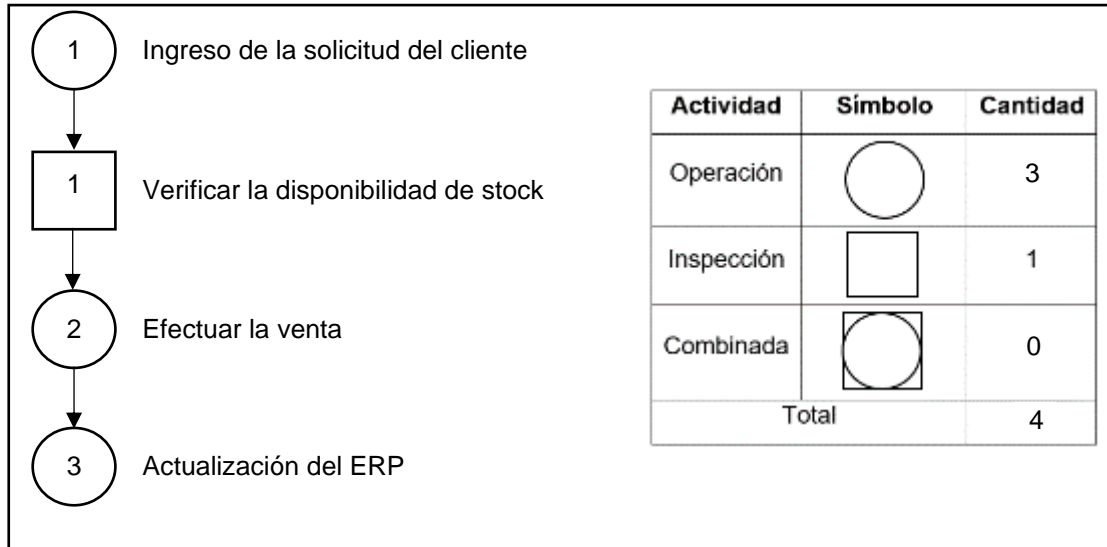 1 Ingreso de la solicitud del cliente
1 Verificar la disponibilidad de stock
2 Efectuar la venta
3 Actualización del ERP
Actividad Símbolo Cantidad
Operación 3
Inspección 1
Combinada 0
Total 4